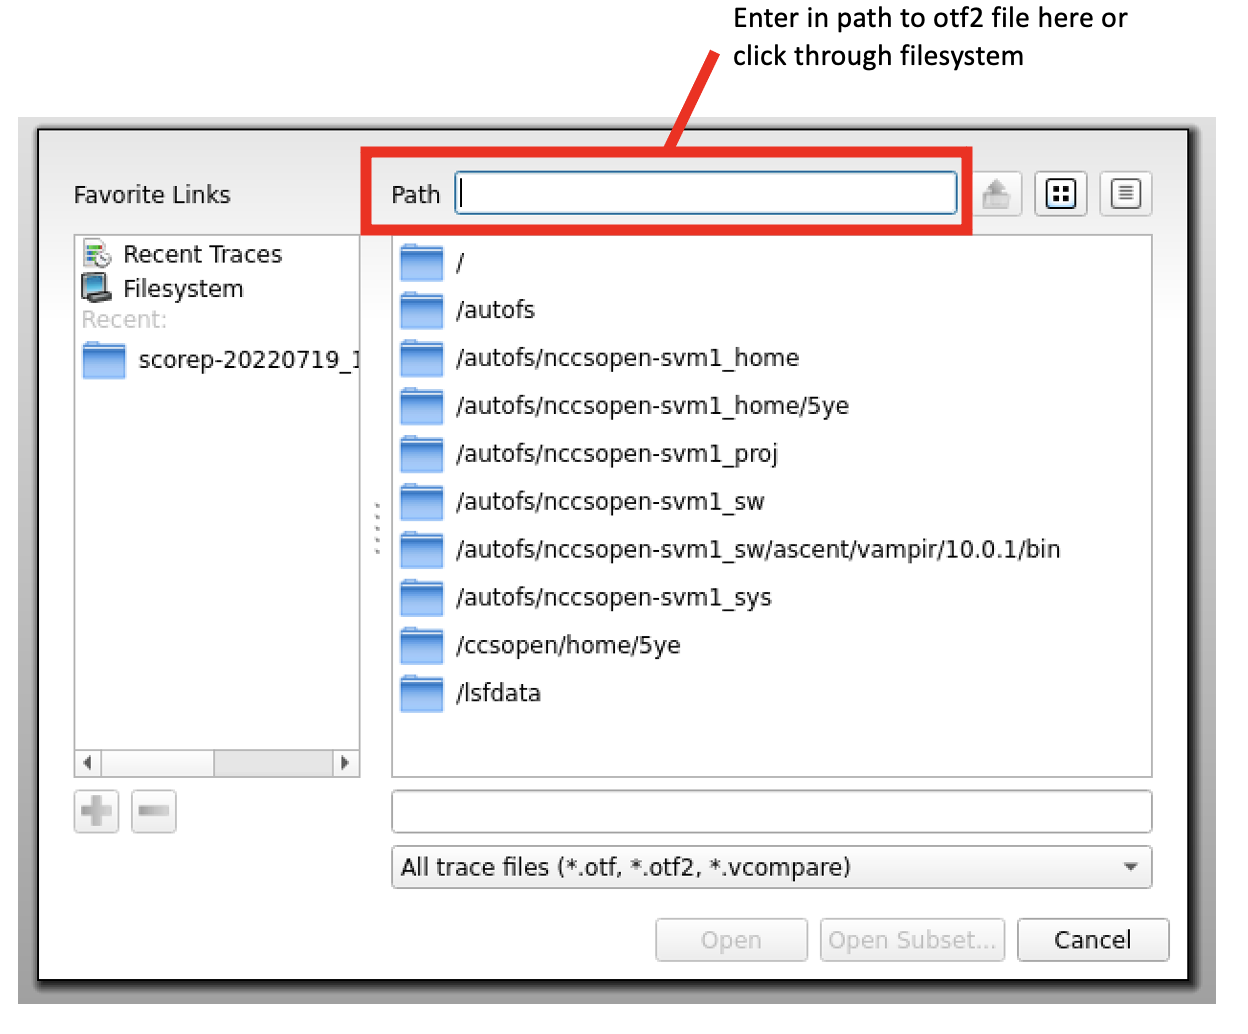 Enter in path to otf2 file here or
click through filesystem
Favorite Links
Path
Recent Traces
Filesystem
Recent:
scorep-20220719_1
/
/autofs
/autofs/nccsopen-svm1_home
/autofs/nccsopen-svm1_home/5ye
/autofs/nccsopen-svm1_proj
/autofs/nccsopen-svm1_sw
/autofs/nccsopen-svm1_sw/ascent/vampir/10.0.1/bin
/autofs/nccsopen-svm1_sys
/ccsopen/home/5ye
/lsfdata
All trace files (*.otf, *.otf2, *.vcompare)
Open
Open Subset...
Cancel